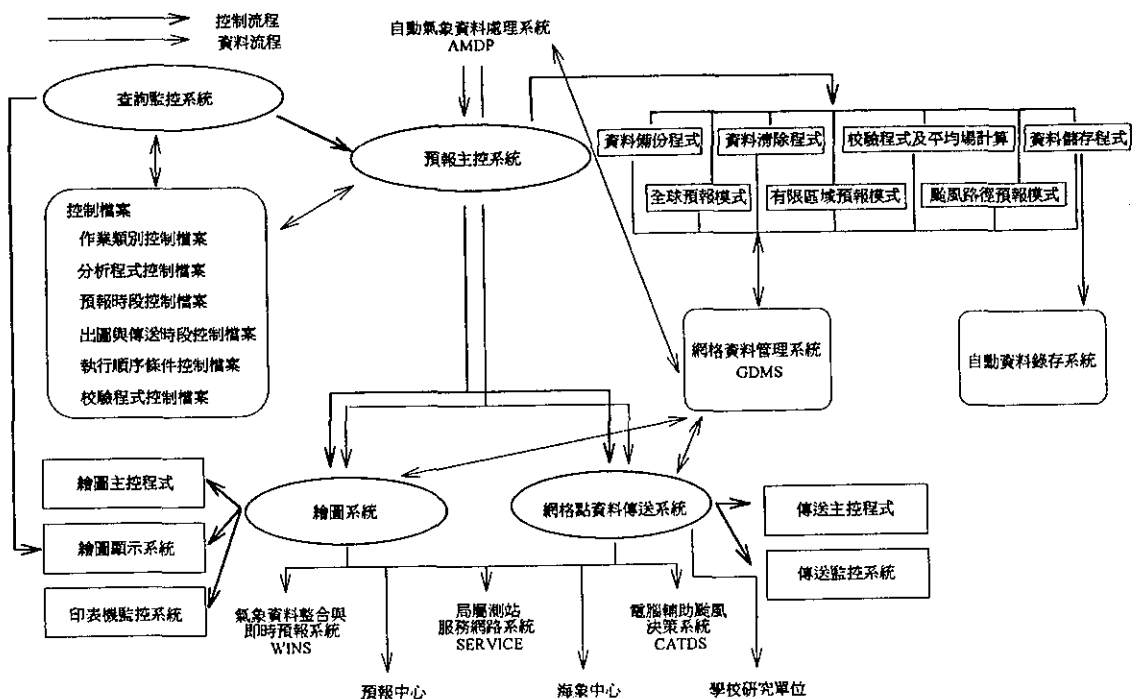 控制流程
資料流程
自動氣象資料處理系統
AMDP
查詢監控系統
預報主控系統
資料備份程式
資料清除程式
校驗程式及平均場計算
資料儲存程式
全球預報模式
有限區域預報模式
颱風路徑預報模式
控制檔案
作業類別控制檔案
分析程式控制檔案
預報時段控制檔案
出圖與傳送時段控制檔案
執行順序條件控制檔案
校驗程式控制檔案
網格資料管理系統
GDMS
自動資料錄存系統
繪圖主控程式
繪圖顯示系統
印表機監控系統
繪圖系統
網格點資料傳送系統
傳送主控程式
傳送監控系統
氣象資料整合與
即時預報系統
WINS
局屬測站
服務網路系統
SERVICE
電腦輔助颱風
決策系統
CATDS
預報中心
海象中心
學校研究單位